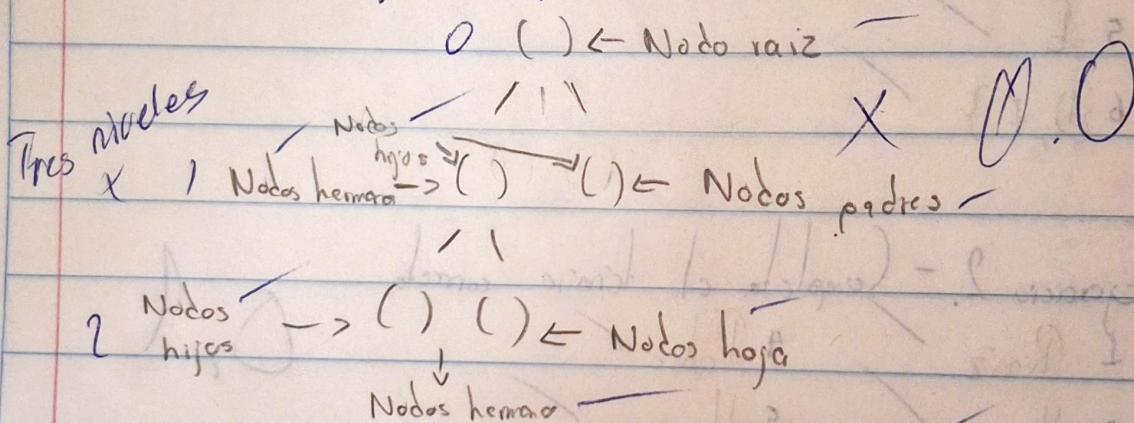 0 ( ) ← Nodo raiz
/ | \
Tres niveles
x 0.0
Nodos hijos
x 1 Nodos hermano → ( ) ( ) ← Nodos padres
/ \
2 Nodos hijos → ( ) ( ) ← Nodos hoja
↓
Nodos hermano